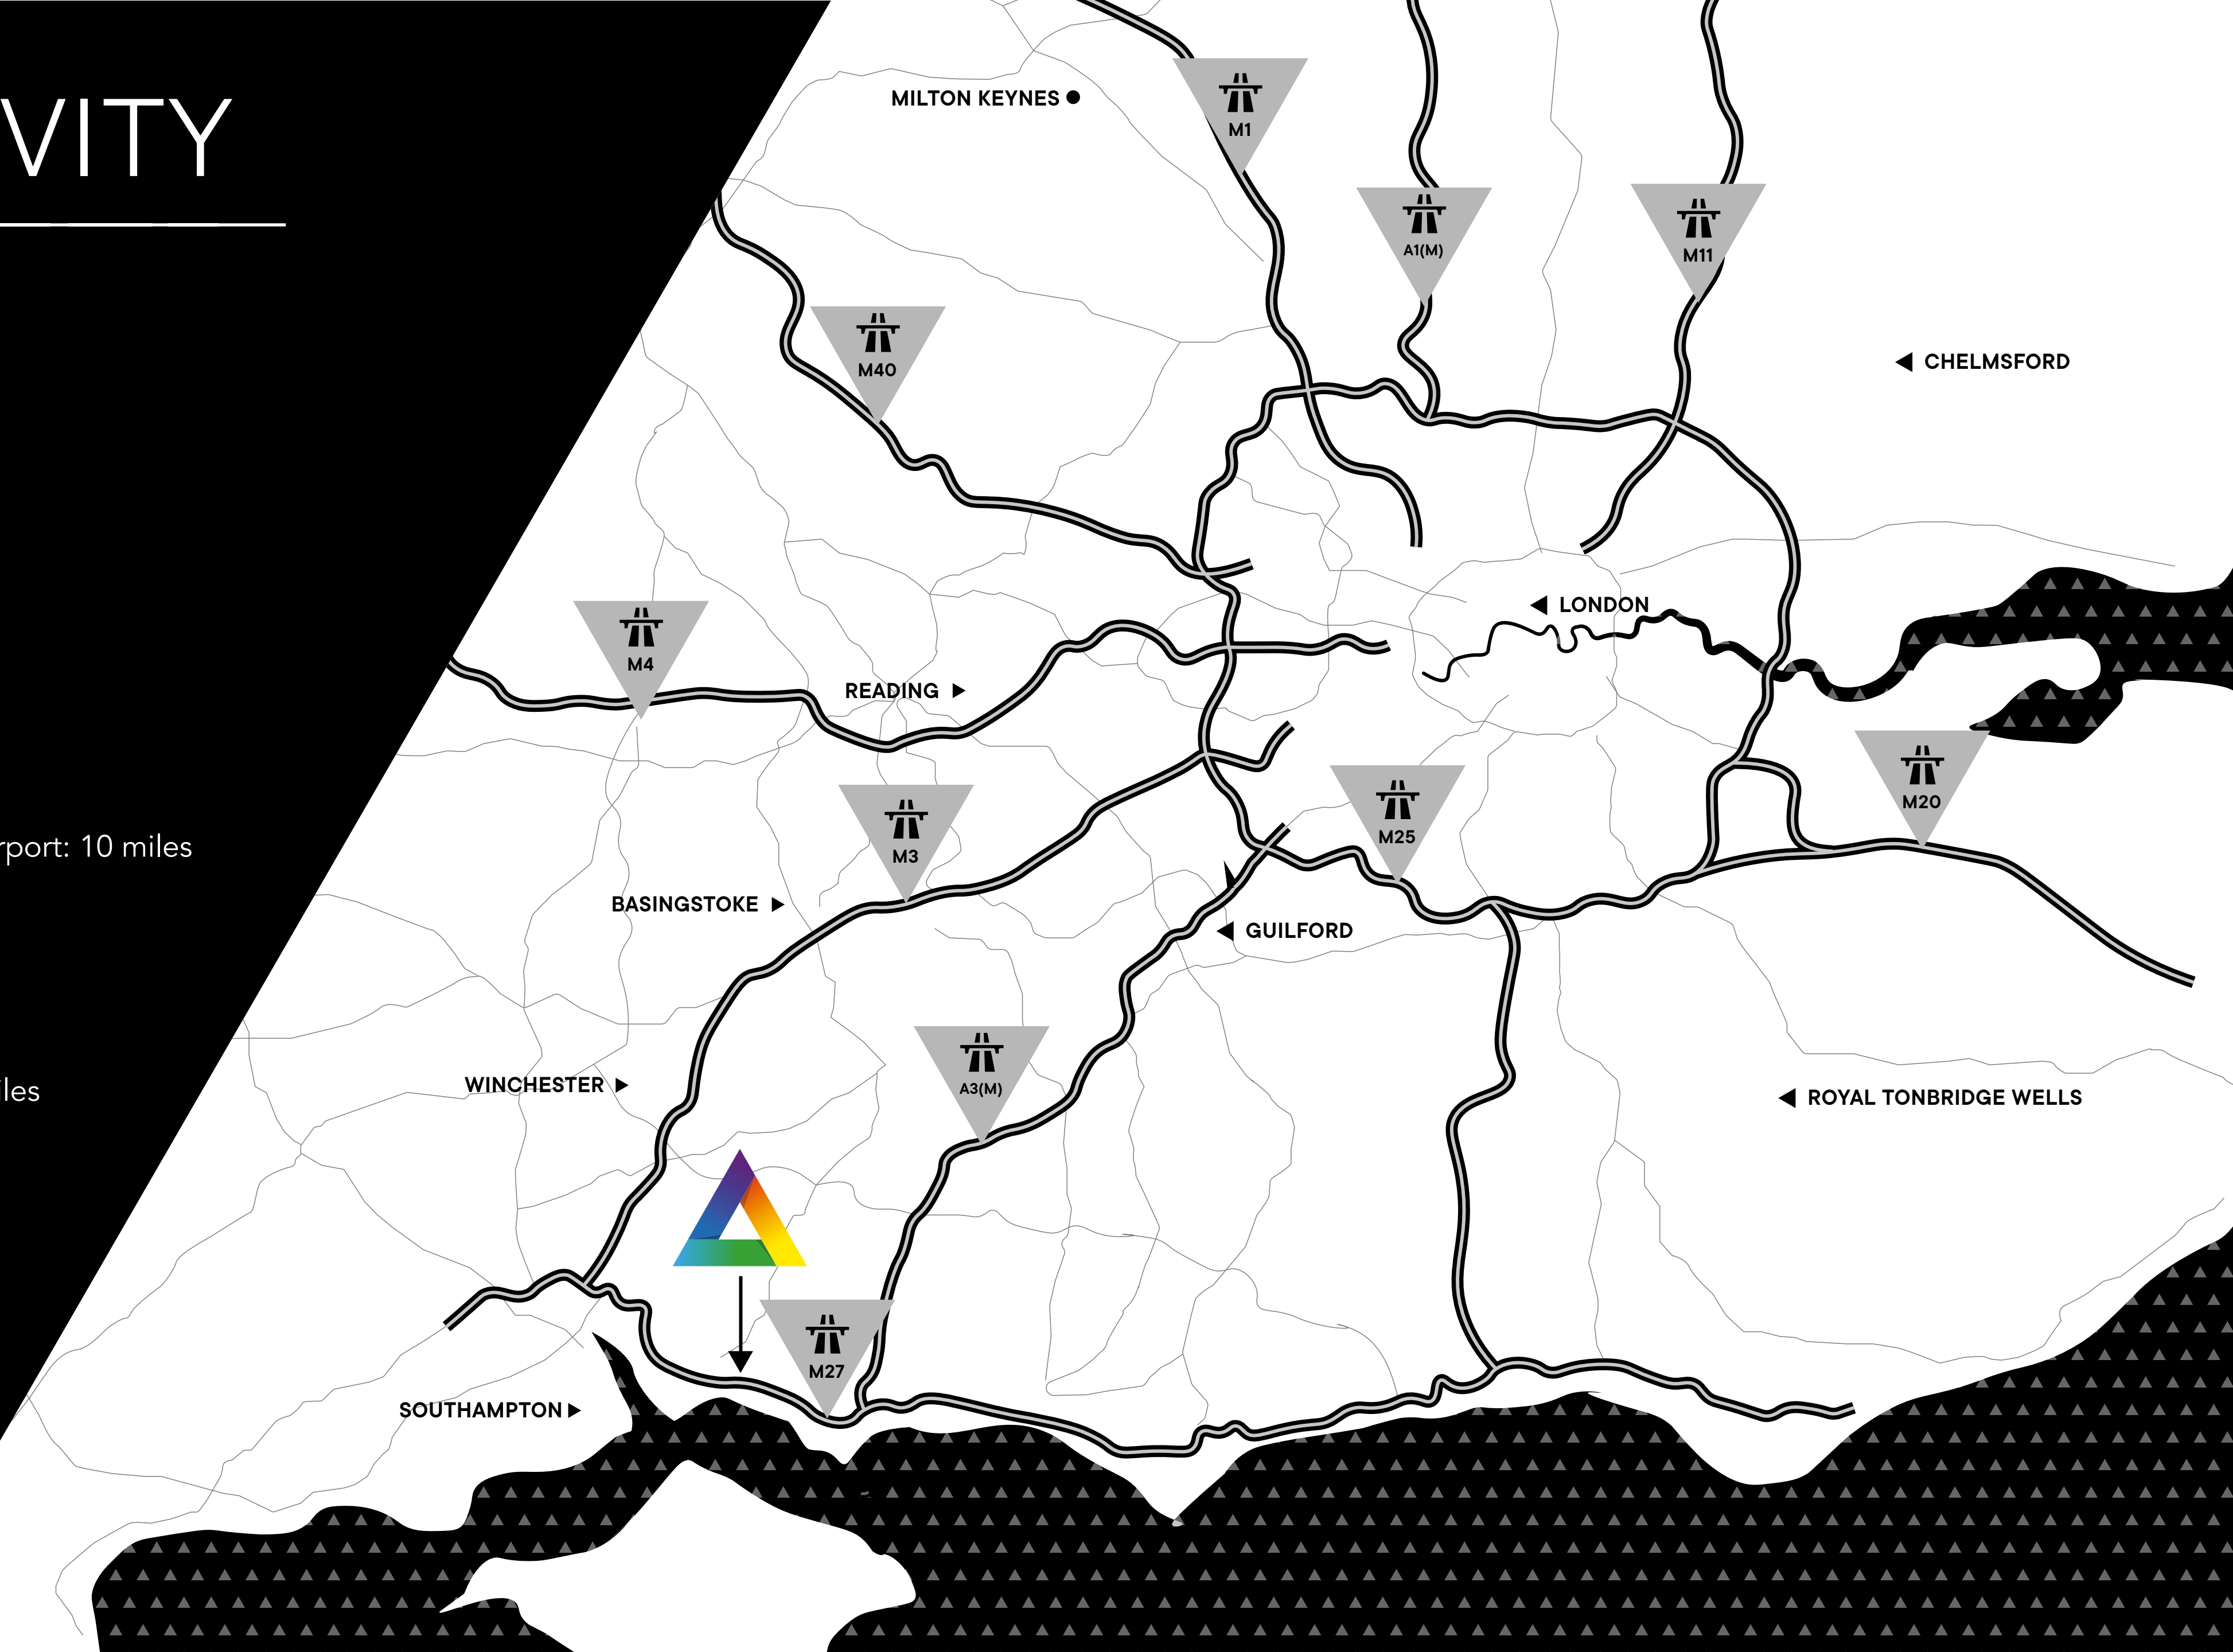 VITY
rport: 10 miles
iles
MILTON KEYNES
M1
A1(M)
M11
M40
CHELMSFORD
LONDON
M4
READING
M20
M25
M3
BASINGSTOKE
GUILFORD
WINCHESTER
A3(M)
ROYAL TONBRIDGE WELLS
M27
SOUTHAMPTON